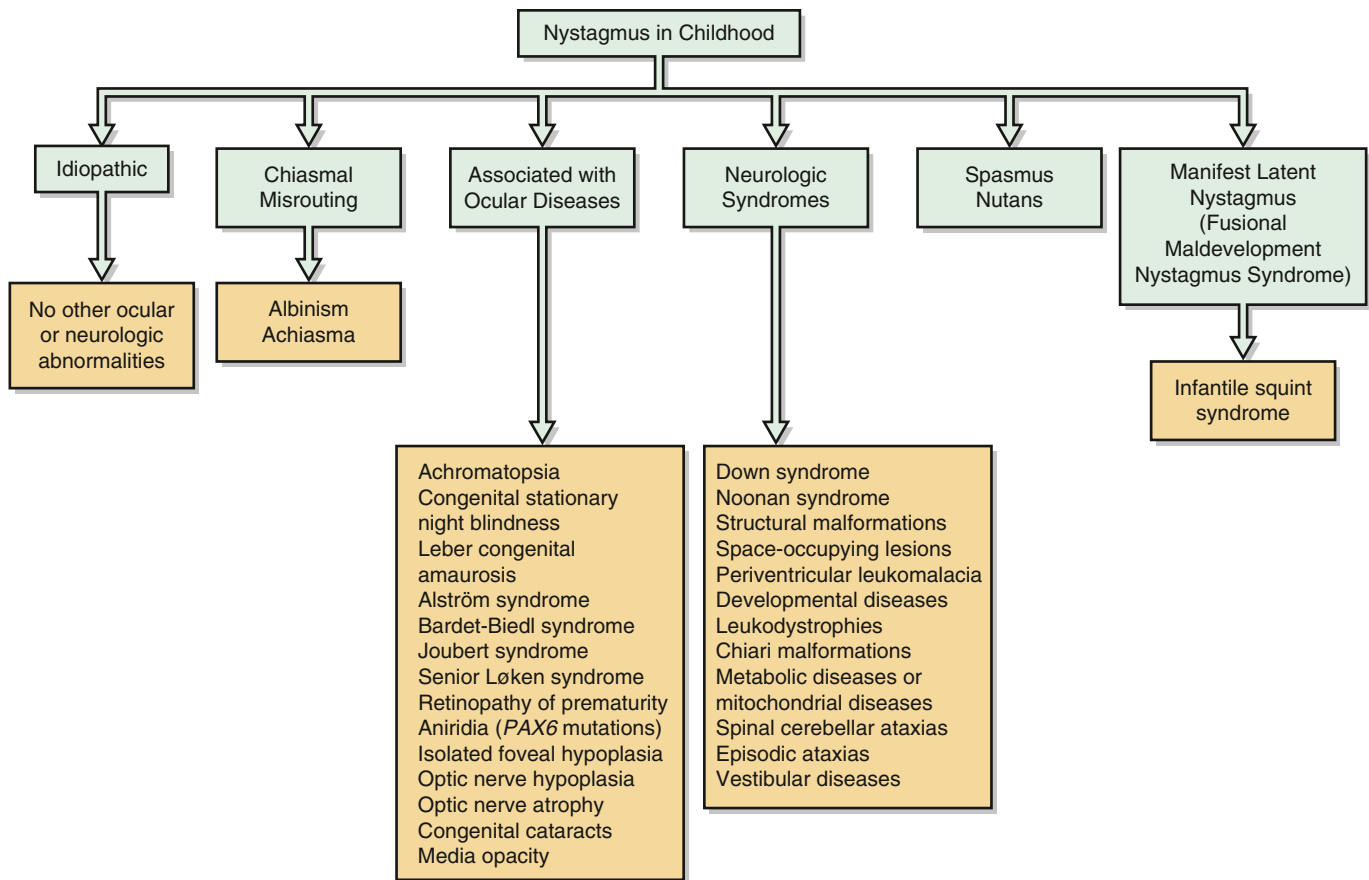 Nystagmus in Childhood
Idiopathic
No other ocular
or neurologic
abnormalities
Chiasmal
Misrouting
Albinism
Achiasma
Associated with
Ocular Diseases
Achromatopsia
Congenital stationary
night blindness
Leber congenital
amaurosis
Alström syndrome
Bardet-Biedl syndrome
Joubert syndrome
Senior Løken syndrome
Retinopathy of prematurity
Aniridia (PAX6 mutations)
Isolated foveal hypoplasia
Optic nerve hypoplasia
Optic nerve atrophy
Congenital cataracts
Media opacity
Neurologic
Syndromes
Down syndrome
Noonan syndrome
Structural malformations
Space-occupying lesions
Periventricular leukomalacia
Developmental diseases
Leukodystrophies
Chiari malformations
Metabolic diseases or
mitochondrial diseases
Spinal cerebellar ataxias
Episodic ataxias
Vestibular diseases
Spasmus
Nutans
Manifest Latent
Nystagmus
(Fusional
Maldevelopment
Nystagmus Syndrome)
Infantile squint
syndrome